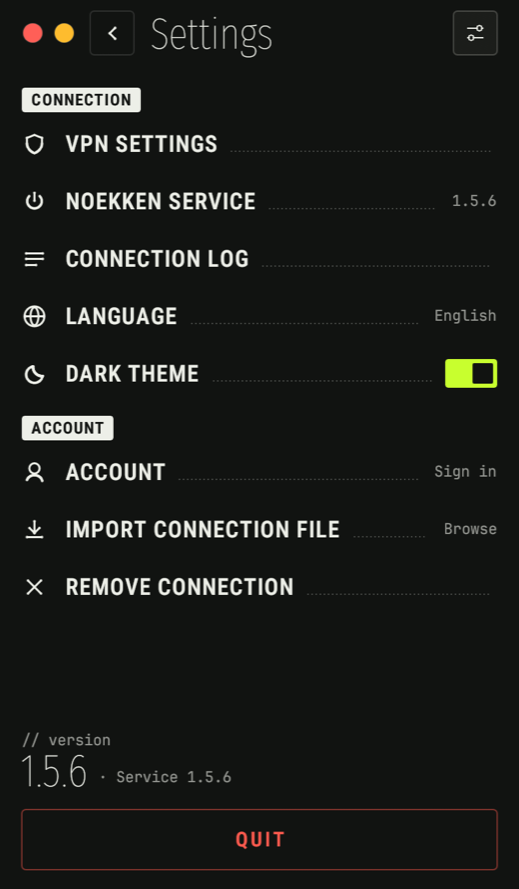 Settings
CONNECTION
VPN SETTINGS
NOEKKEN SERVICE 1.5.6
CONNECTION LOG
LANGUAGE English
DARK THEME
ACCOUNT
ACCOUNT Sign in
IMPORT CONNECTION FILE Browse
REMOVE CONNECTION
// version
1.5.6 · Service 1.5.6
QUIT